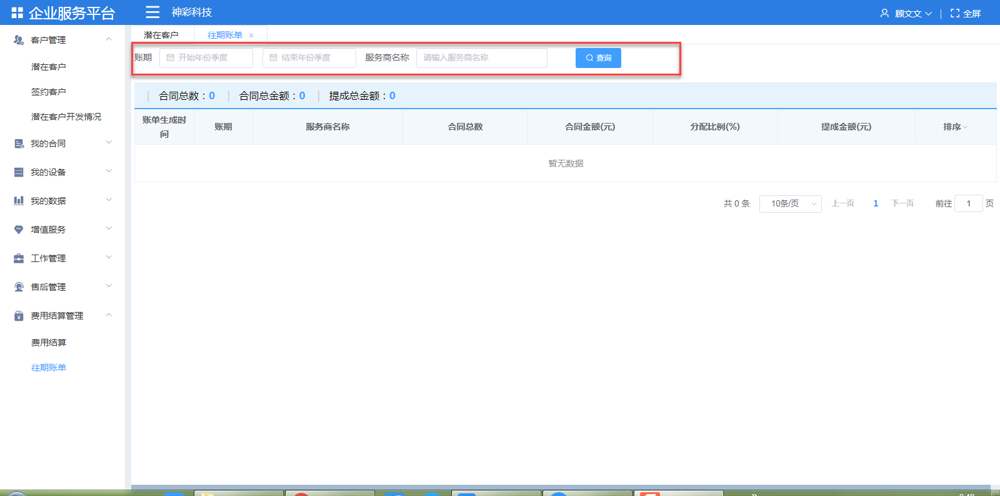 企业服务平台
神彩科技
顾文文
全屏
客户管理
潜在客户
签约客户
潜在客户开发情况
我的合同
我的设备
我的数据
增值服务
工作管理
售后管理
费用结算管理
费用结算
往期账单
潜在客户 往期账单 ×
账期 开始年份季度 结束年份季度 服务商名称 请输入服务商名称 查询
合同总数：0 合同总金额：0 提成总金额：0
账单生成时间 账期 服务商名称 合同总数 合同金额(元) 分配比例(%) 提成金额(元) 排序
暂无数据
共 0 条 10条/页 上一页 1 下一页 前往 1 页